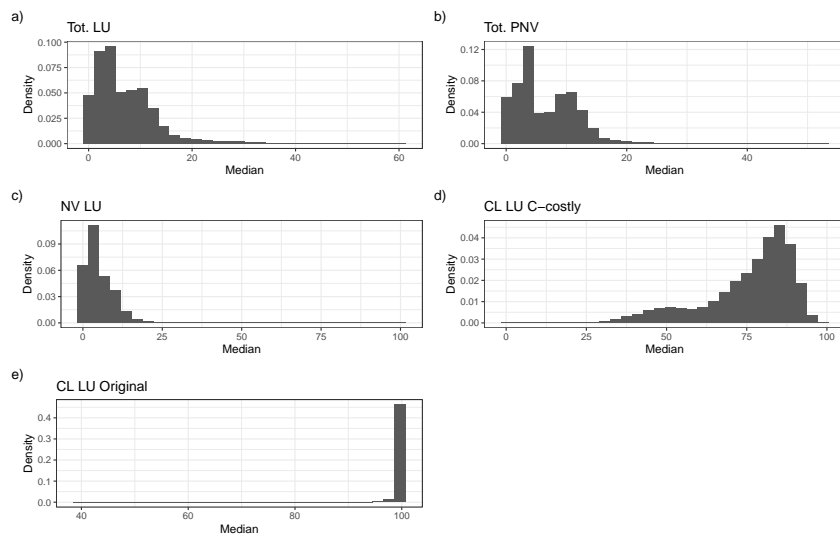 a)
Tot. LU
0.100
0.075
0.050
0.025
0.000
Density
0
20
40
60
Median
b)
Tot. PNV
0.12
0.08
0.04
0.00
Density
0
20
40
Median
c)
NV LU
0.09
0.06
0.03
0.00
Density
0
25
50
75
100
Median
d)
CL LU C−costly
0.04
0.03
0.02
0.01
0.00
Density
0
25
50
75
100
Median
e)
CL LU Original
0.4
0.3
0.2
0.1
0.0
Density
40
60
80
100
Median